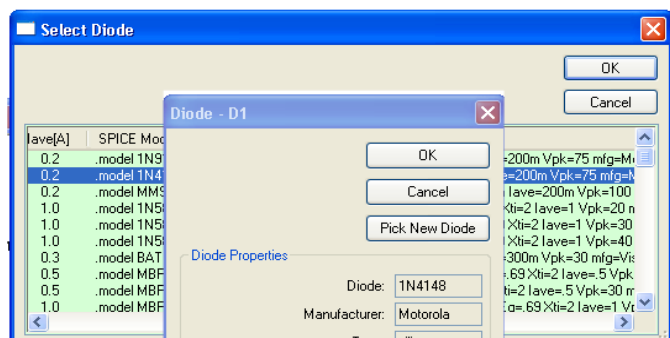 Select Diode
OK
Cancel
Iave[A] SPICE Mod
0.2 .model 1N9
0.2 .model 1N4
0.2 .model MMS
1.0 .model 1N5
1.0 .model 1N5
1.0 .model 1N5
0.3 .model BAT
0.5 .model MBF
0.5 .model MBF
1.0 .model MBF
=200m Vpk=75 mfg=M
=200m Vpk=75 mfg=M
Iave=200m Vpk=100
Xti=2 Iave=1 Vpk=20 n
Xti=2 Iave=1 Vpk=30
Xti=2 Iave=1 Vpk=40
=300m Vpk=30 mfg=Vis
=.69 Xti=2 Iave=.5 Vpk
ti=2 Iave=.5 Vpk=30 m
Eg=.69 Xti=2 Iave=1 Vp
Diode - D1
OK
Cancel
Pick New Diode
Diode Properties
Diode: 1N4148
Manufacturer: Motorola